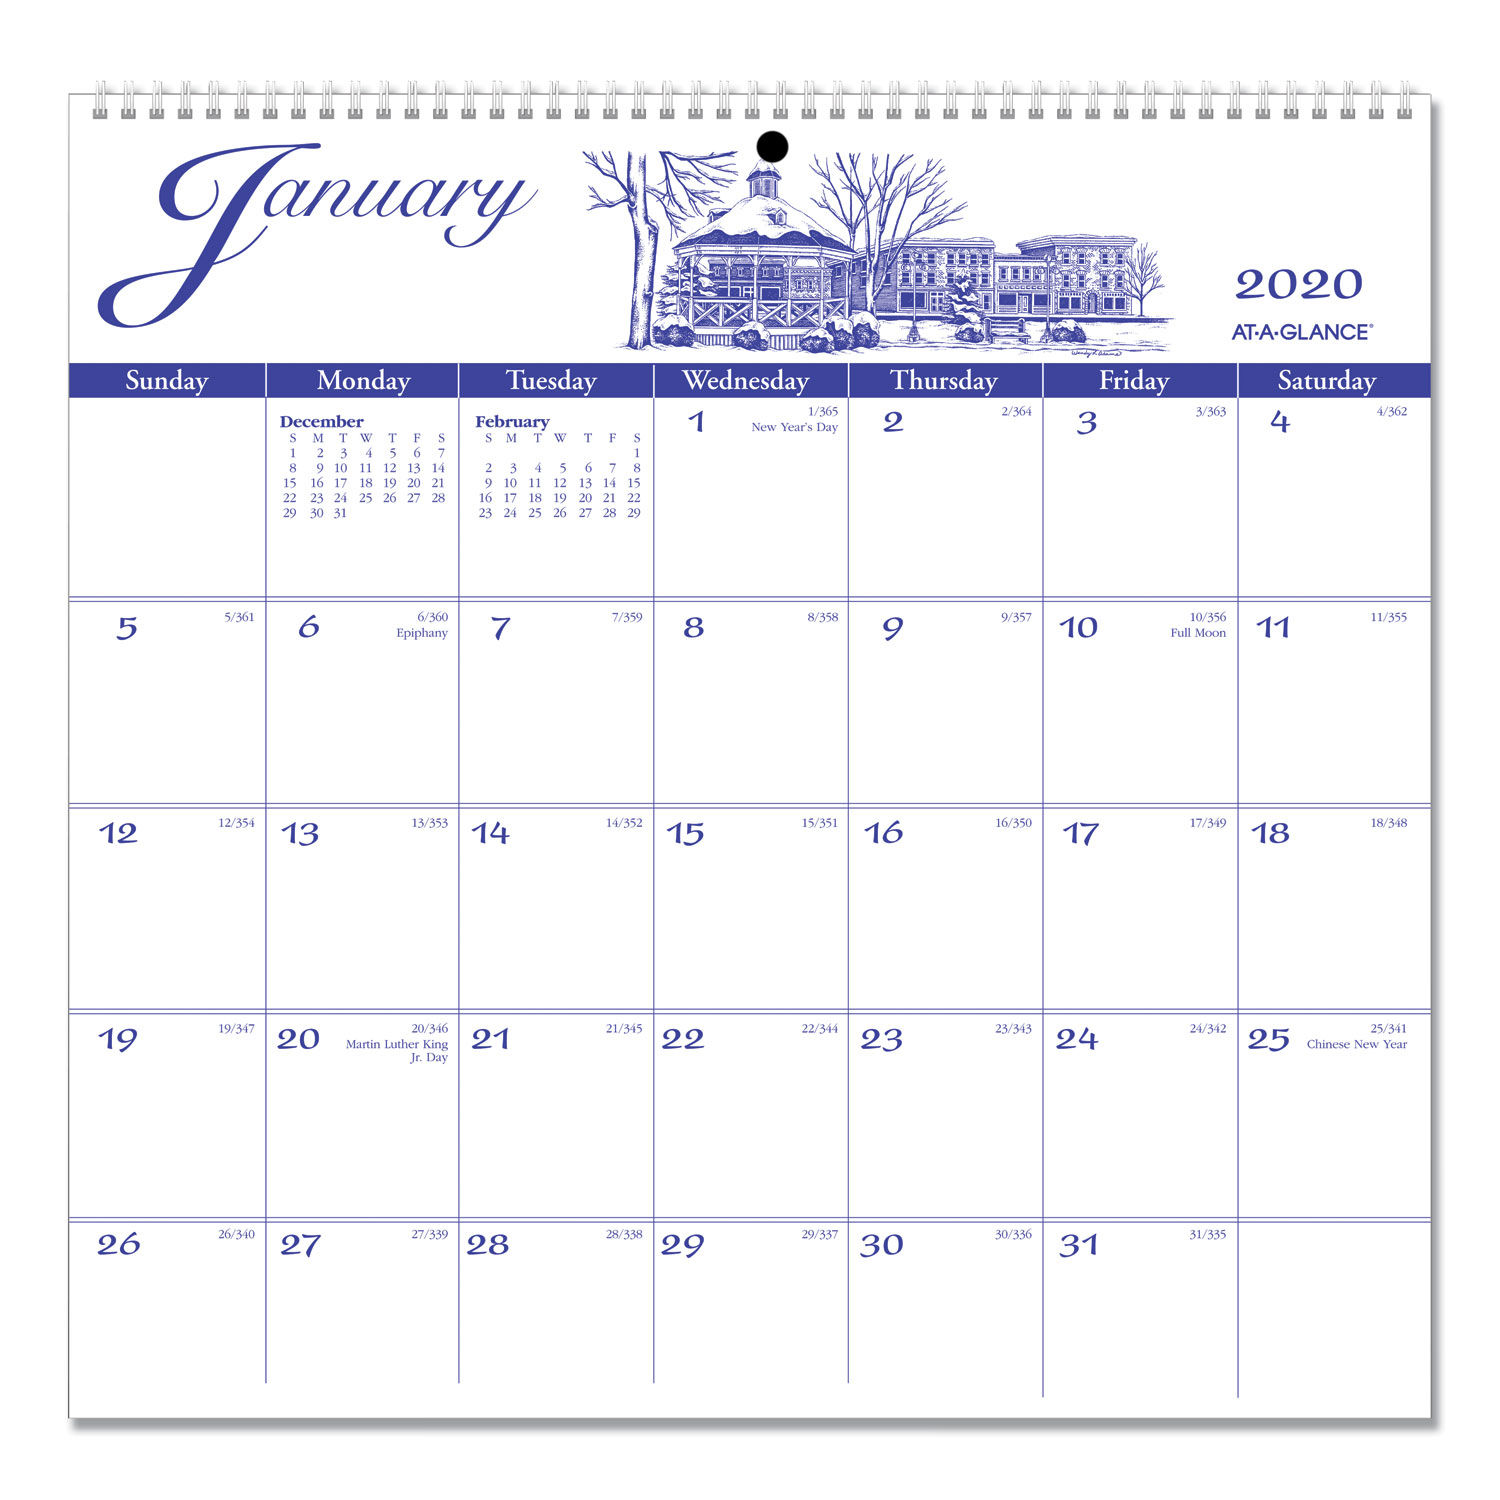 January
2020
AT-A-GLANCE®
Sunday Monday Tuesday Wednesday Thursday Friday Saturday
December
S M T W T F S
1 2 3 4 5 6 7
8 9 10 11 12 13 14
15 16 17 18 19 20 21
22 23 24 25 26 27 28
29 30 31
February
S M T W T F S
1
2 3 4 5 6 7 8
9 10 11 12 13 14 15
16 17 18 19 20 21 22
23 24 25 26 27 28 29
1 1/365
New Year's Day
2 2/364
3 3/363
4 4/362
5 5/361
6 6/360
Epiphany
7 7/359
8 8/358
9 9/357
10 10/356
Full Moon
11 11/355
12 12/354
13 13/353
14 14/352
15 15/351
16 16/350
17 17/349
18 18/348
19 19/347
20 20/346
Martin Luther King
Jr. Day
21 21/345
22 22/344
23 23/343
24 24/342
25 25/341
Chinese New Year
26 26/340
27 27/339
28 28/338
29 29/337
30 30/336
31 31/335